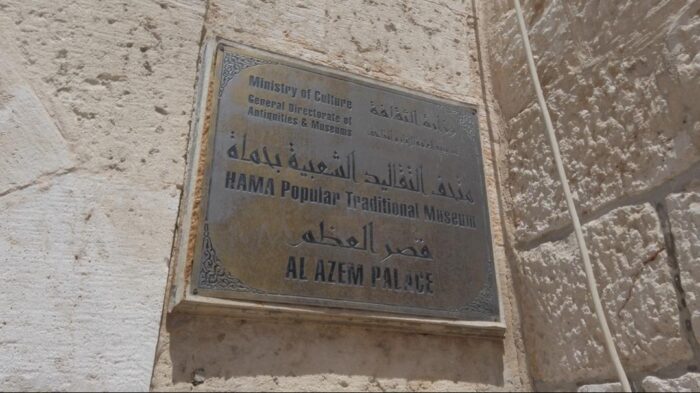 Ministry of Culture
General Directorate of
Antiquities & Museums
وزارة الثقافة
متحف التقاليد الشعبية بحماة
HAMA Popular Traditional Museum
قصر العظم
AL AZEM PALACE